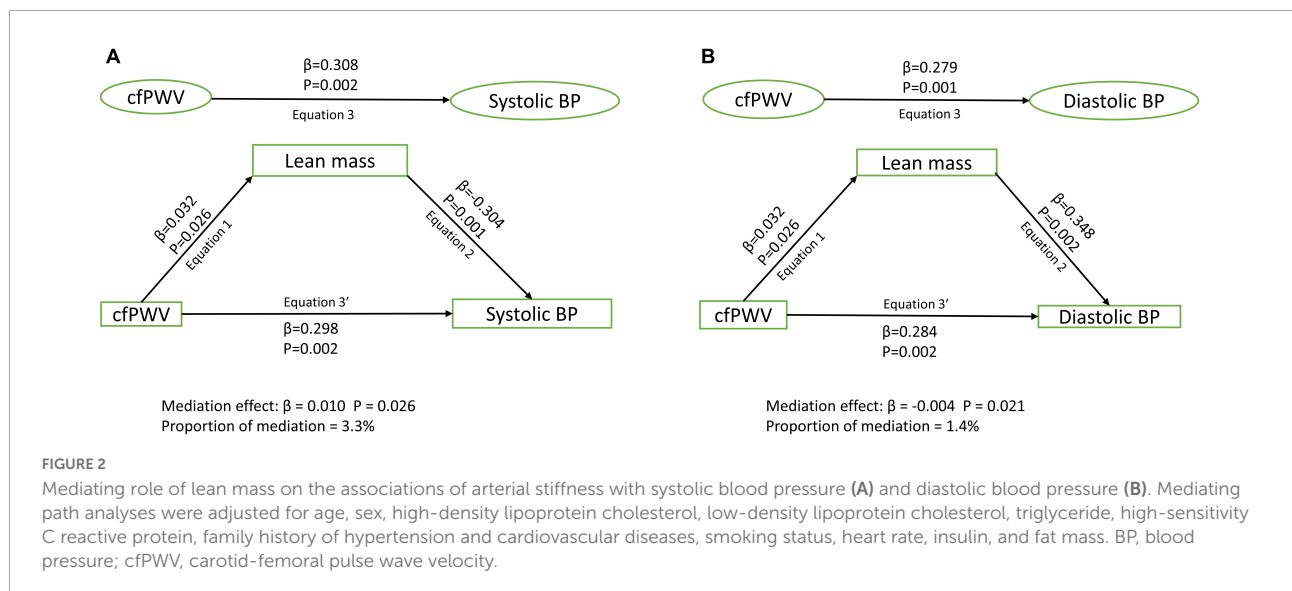 A
β=0.308
P=0.002
cfPWV
Systolic BP
Equation 3
Lean mass
β=0.032
P=0.026
Equation 1
β=-0.304
P=0.001
Equation 2
cfPWV
Equation 3′
Systolic BP
β=0.298
P=0.002
Mediation effect: β = 0.010 P = 0.026
Proportion of mediation = 3.3%
B
β=0.279
P=0.001
cfPWV
Diastolic BP
Equation 3
Lean mass
β=0.032
P=0.026
Equation 1
β=0.348
P=0.002
Equation 2
cfPWV
Equation 3′
Diastolic BP
β=0.284
P=0.002
Mediation effect: β = -0.004 P = 0.021
Proportion of mediation = 1.4%
FIGURE 2
Mediating role of lean mass on the associations of arterial stiffness with systolic blood pressure (A) and diastolic blood pressure (B). Mediating
path analyses were adjusted for age, sex, high-density lipoprotein cholesterol, low-density lipoprotein cholesterol, triglyceride, high-sensitivity
C reactive protein, family history of hypertension and cardiovascular diseases, smoking status, heart rate, insulin, and fat mass. BP, blood
pressure; cfPWV, carotid-femoral pulse wave velocity.